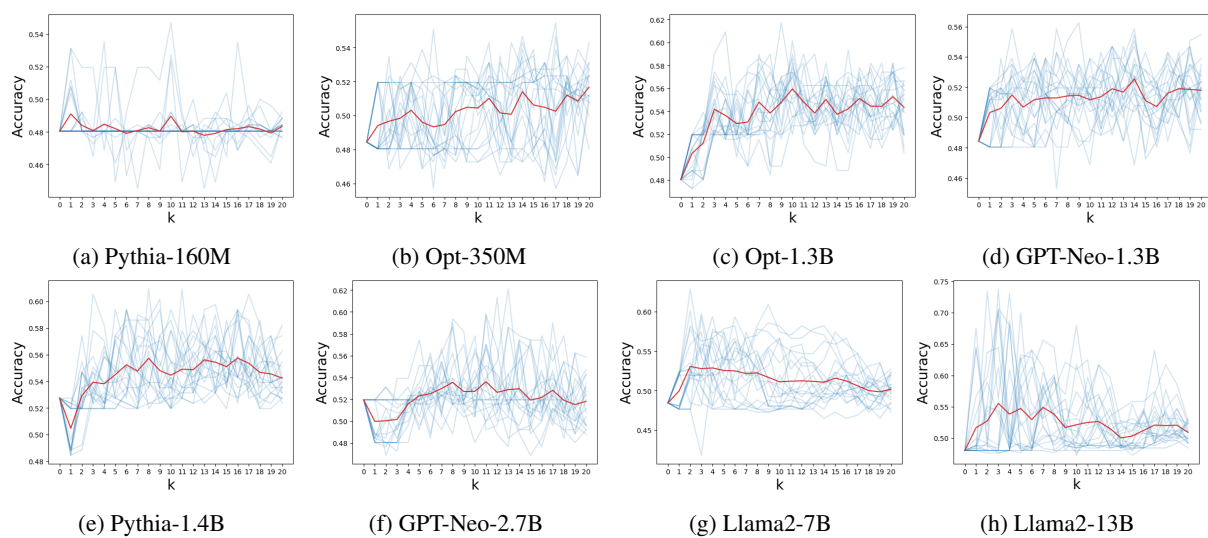 0.54
0.52
0.50
0.48
0.46
Accuracy
0 1 2 3 4 5 6 7 8 9 10 11 12 13 14 15 16 17 18 19 20
k
(a) Pythia-160M
0.54
0.52
0.50
0.48
0.46
Accuracy
0 1 2 3 4 5 6 7 8 9 10 11 12 13 14 15 16 17 18 19 20
k
(b) Opt-350M
0.62
0.60
0.58
0.56
0.54
0.52
0.50
0.48
Accuracy
0 1 2 3 4 5 6 7 8 9 10 11 12 13 14 15 16 17 18 19 20
k
(c) Opt-1.3B
0.56
0.54
0.52
0.50
0.48
0.46
Accuracy
0 1 2 3 4 5 6 7 8 9 10 11 12 13 14 15 16 17 18 19 20
k
(d) GPT-Neo-1.3B
0.60
0.58
0.56
0.54
0.52
0.50
0.48
Accuracy
0 1 2 3 4 5 6 7 8 9 10 11 12 13 14 15 16 17 18 19 20
k
(e) Pythia-1.4B
0.62
0.60
0.58
0.56
0.54
0.52
0.50
0.48
Accuracy
0 1 2 3 4 5 6 7 8 9 10 11 12 13 14 15 16 17 18 19 20
k
(f) GPT-Neo-2.7B
0.60
0.55
0.50
0.45
Accuracy
0 1 2 3 4 5 6 7 8 9 10 11 12 13 14 15 16 17 18 19 20
k
(g) Llama2-7B
0.75
0.70
0.65
0.60
0.55
0.50
Accuracy
0 1 2 3 4 5 6 7 8 9 10 11 12 13 14 15 16 17 18 19 20
k
(h) Llama2-13B